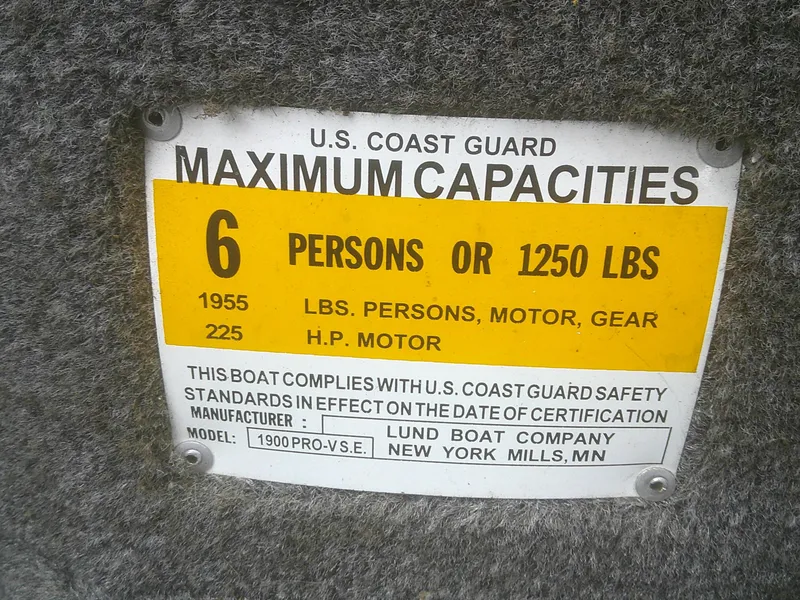 U.S. COAST GUARD
MAXIMUM CAPACITIES
6 PERSONS OR 1250 LBS
1955 LBS. PERSONS, MOTOR, GEAR
225 H.P. MOTOR
THIS BOAT COMPLIES WITH U.S. COAST GUARD SAFETY
STANDARDS IN EFFECT ON THE DATE OF CERTIFICATION
MANUFACTURER : LUND BOAT COMPANY
MODEL: 1900 PRO-V S.E. NEW YORK MILLS, MN